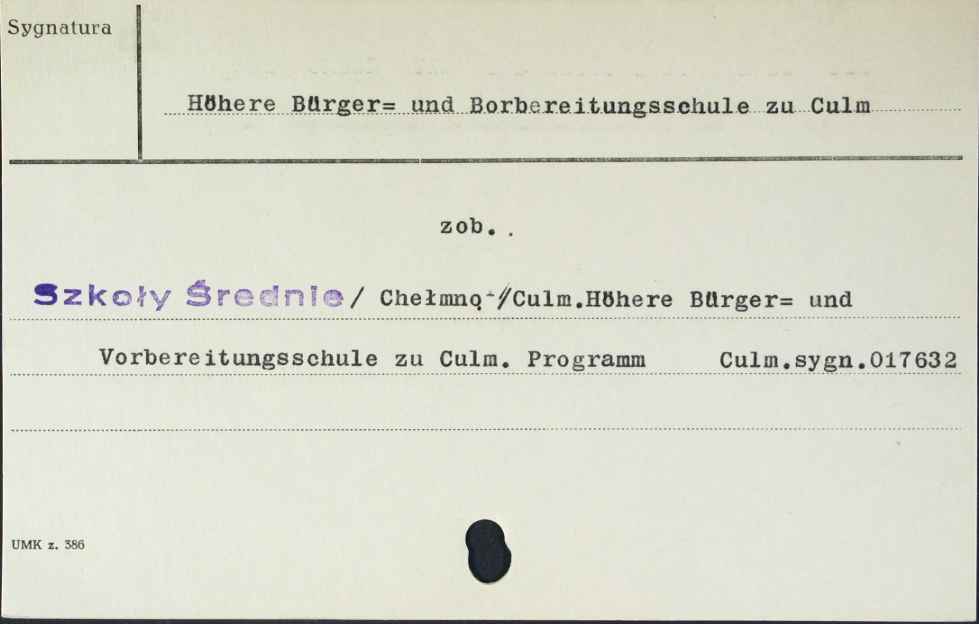 Sygnatura
Höhere Bürger= und Borbereitungsschule zu Culm
zob..
Szkoły Średnie/ Chełmno /Culm.Höhere Bürger= und
Vorbereitungsschule zu Culm. Programm Culm.sygn.017632
UMK z. 386